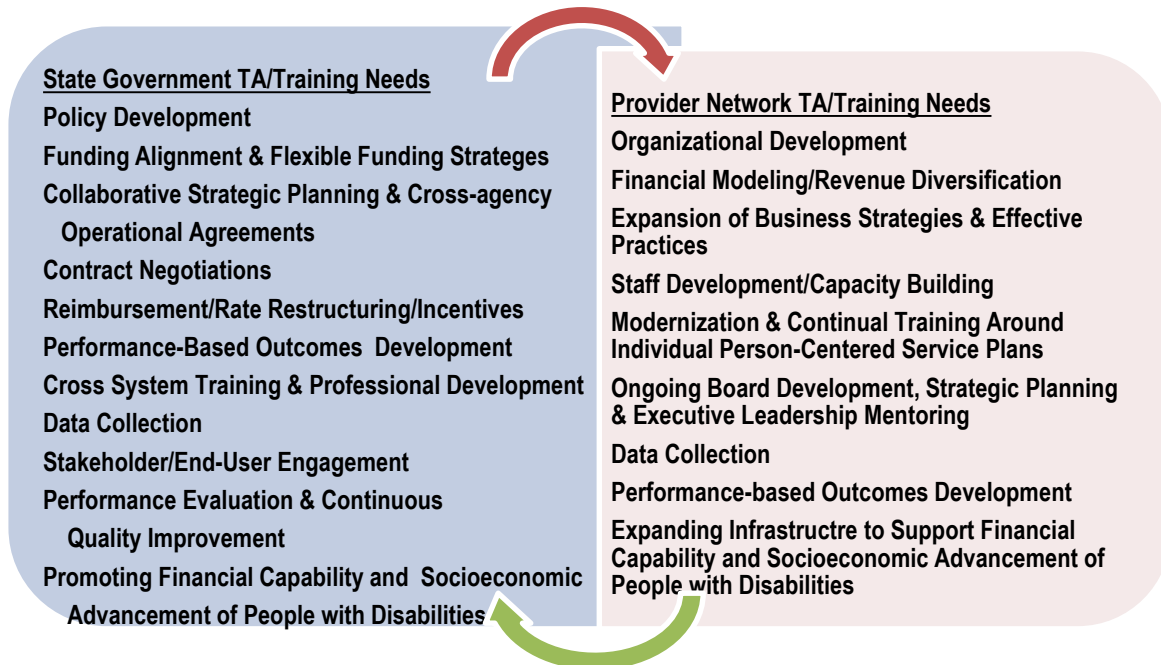 State Government TA/Training Needs
Policy Development
Funding Alignment & Flexible Funding Strateges
Collaborative Strategic Planning & Cross-agency
Operational Agreements
Contract Negotiations
Reimbursement/Rate Restructuring/Incentives
Performance-Based Outcomes Development
Cross System Training & Professional Development
Data Collection
Stakeholder/End-User Engagement
Performance Evaluation & Continuous
Quality Improvement
Promoting Financial Capability and Socioeconomic
Advancement of People with Disabilities
Provider Network TA/Training Needs
Organizational Development
Financial Modeling/Revenue Diversification
Expansion of Business Strategies & Effective
Practices
Staff Development/Capacity Building
Modernization & Continual Training Around
Individual Person-Centered Service Plans
Ongoing Board Development, Strategic Planning
& Executive Leadership Mentoring
Data Collection
Performance-based Outcomes Development
Expanding Infrastructre to Support Financial
Capability and Socioeconomic Advancement of
People with Disabilities